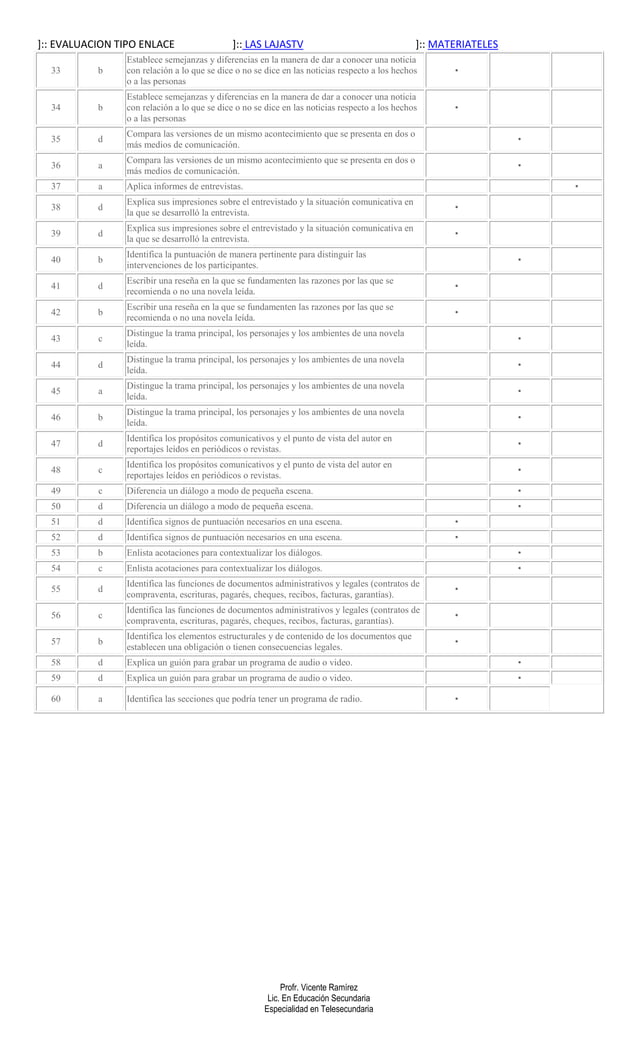 ]:: EVALUACION TIPO ENLACE ]:: LAS LAJASTV ]:: MATERIATELES
33 b Establece semejanzas y diferencias en la manera de dar a conocer una noticia
con relación a lo que se dice o no se dice en las noticias respecto a los hechos
o a las personas •
34 b Establece semejanzas y diferencias en la manera de dar a conocer una noticia
con relación a lo que se dice o no se dice en las noticias respecto a los hechos
o a las personas •
35 d Compara las versiones de un mismo acontecimiento que se presenta en dos o
más medios de comunicación. •
36 a Compara las versiones de un mismo acontecimiento que se presenta en dos o
más medios de comunicación. •
37 a Aplica informes de entrevistas. •
38 d Explica sus impresiones sobre el entrevistado y la situación comunicativa en
la que se desarrolló la entrevista. •
39 d Explica sus impresiones sobre el entrevistado y la situación comunicativa en
la que se desarrolló la entrevista. •
40 b Identifica la puntuación de manera pertinente para distinguir las
intervenciones de los participantes. •
41 d Escribir una reseña en la que se fundamenten las razones por las que se
recomienda o no una novela leída. •
42 b Escribir una reseña en la que se fundamenten las razones por las que se
recomienda o no una novela leída. •
43 c Distingue la trama principal, los personajes y los ambientes de una novela
leída. •
44 d Distingue la trama principal, los personajes y los ambientes de una novela
leída. •
45 a Distingue la trama principal, los personajes y los ambientes de una novela
leída. •
46 b Distingue la trama principal, los personajes y los ambientes de una novela
leída. •
47 d Identifica los propósitos comunicativos y el punto de vista del autor en
reportajes leídos en periódicos o revistas. •
48 c Identifica los propósitos comunicativos y el punto de vista del autor en
reportajes leídos en periódicos o revistas. •
49 c Diferencia un diálogo a modo de pequeña escena. •
50 d Diferencia un diálogo a modo de pequeña escena. •
51 d Identifica signos de puntuación necesarios en una escena. •
52 d Identifica signos de puntuación necesarios en una escena. •
53 b Enlista acotaciones para contextualizar los diálogos. •
54 c Enlista acotaciones para contextualizar los diálogos. •
55 d Identifica las funciones de documentos administrativos y legales (contratos de
compraventa, escrituras, pagarés, cheques, recibos, facturas, garantías). •
56 c Identifica las funciones de documentos administrativos y legales (contratos de
compraventa, escrituras, pagarés, cheques, recibos, facturas, garantías). •
57 b Identifica los elementos estructurales y de contenido de los documentos que
establecen una obligación o tienen consecuencias legales. •
58 d Explica un guión para grabar un programa de audio o video. •
59 d Explica un guión para grabar un programa de audio o video. •
60 a Identifica las secciones que podría tener un programa de radio. •
Profr. Vicente Ramírez
Lic. En Educación Secundaria
Especialidad en Telesecundaria